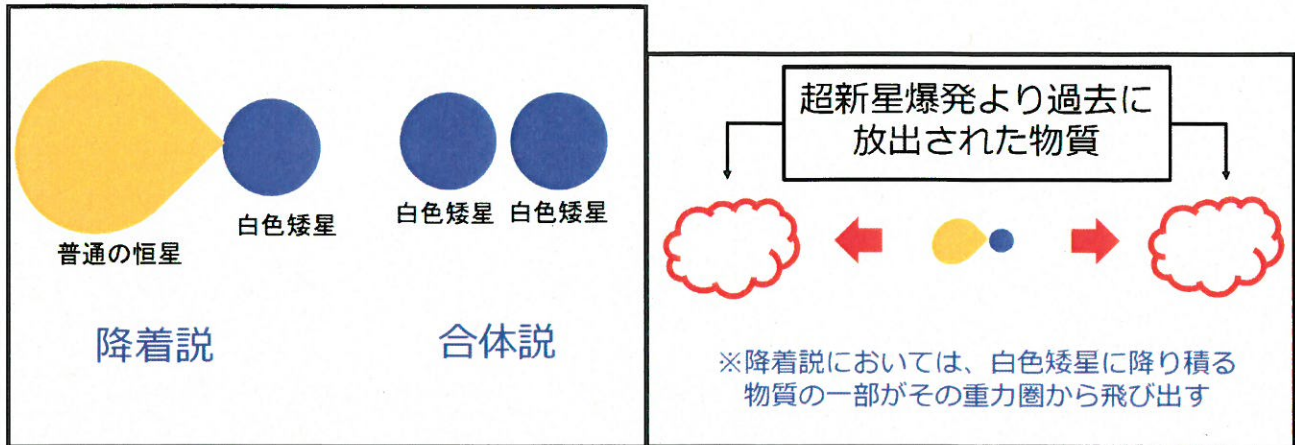 白色矮星
普通の恒星
降着説
白色矮星
白色矮星
合体説
超新星爆発より過去に
放出された物質
※降着説においては、白色矮星に降り積る
物質の一部がその重力圏から飛び出す